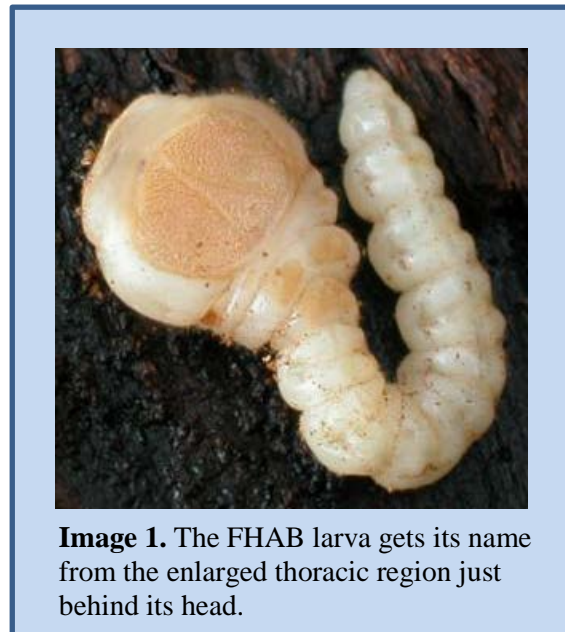 Image 1. The FHAB larva gets its name
from the enlarged thoracic region just
behind its head.